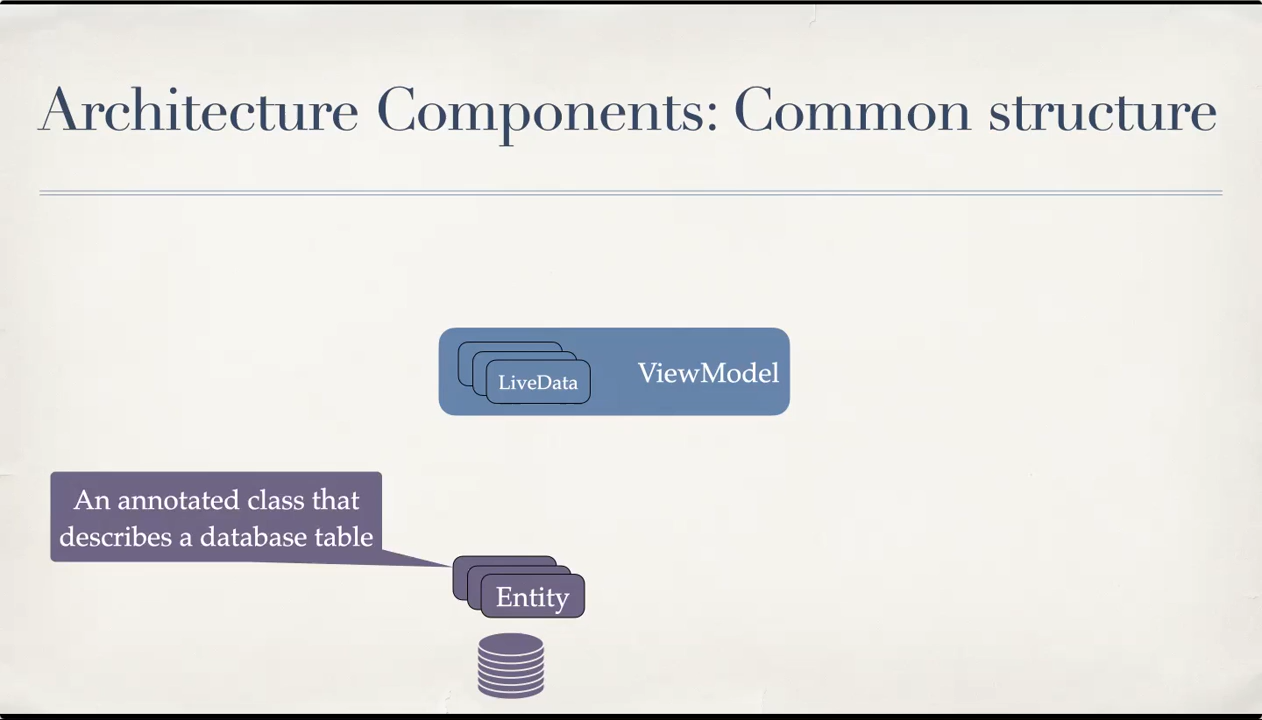 Architecture Components: Common structure
LiveData
ViewModel
An annotated class that
describes a database table
Entity